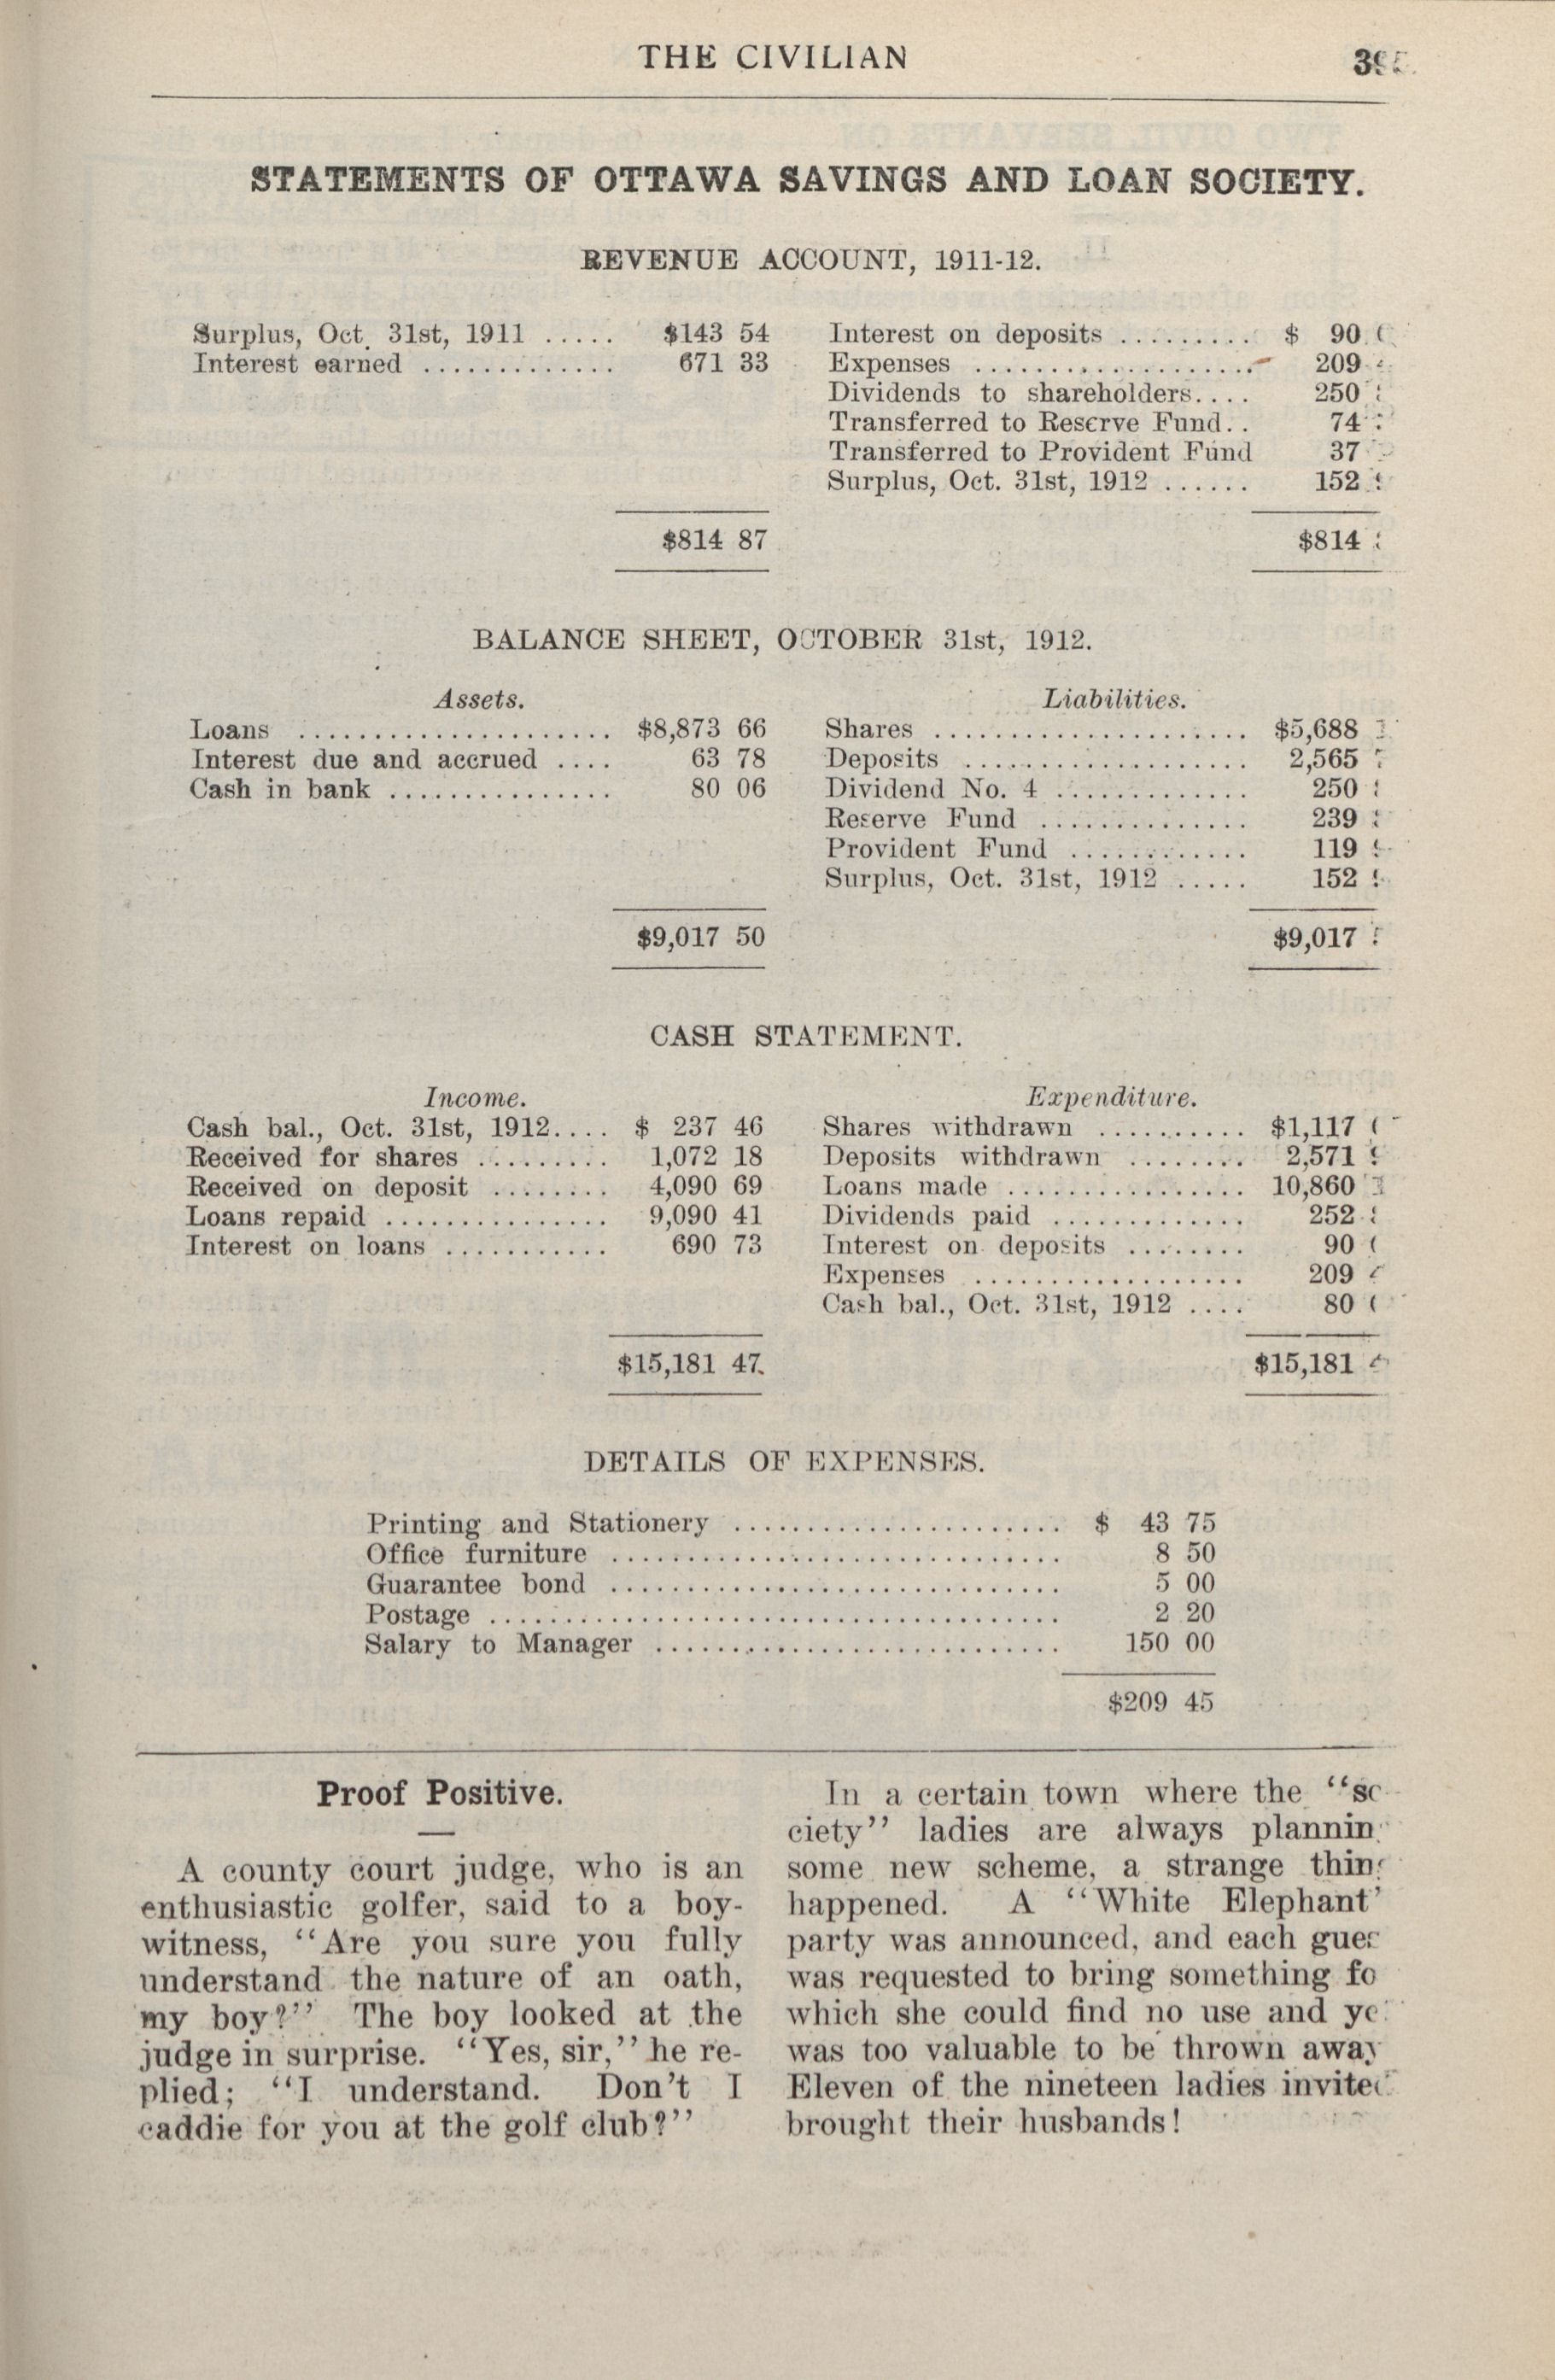 THE CIVILIAN
STATEMENTS OF OTTAWA SAVINGS AND LOAN SOCIETY.
REVENUE ACCOUNT, 1911-12.
Surplus, Oct. 31st, 1911 ..... $143 54 Interest on deposits ......... $ 90
Interest earned ............. 671 33 Expenses ................... 209
Dividends to shareholders.... 250
Transferred to Reserve Fund.. 74
Transferred to Provident Fund 37
Surplus, Oct. 31st, 1912 ...... 152
$814 87 $814
BALANCE SHEET, OCTOBER 31st, 1912.
Assets. Liabilities.
Loans ..................... $8,873 66 Shares ..................... $5,688
Interest due and accrued .... 63 78 Deposits ................... 2,565
Cash in bank ............... 80 06 Dividend No. 4 ............. 250
Reserve Fund .............. 239
Provident Fund ............ 119
Surplus, Oct. 31st, 1912 ..... 152
$9,017 50 $9,017
CASH STATEMENT.
Income. Expenditure.
Cash bal., Oct. 31st, 1912.... $ 237 46 Shares withdrawn .......... $1,117
Received for shares ......... 1,072 18 Deposits withdrawn ........ 2,571
Received on deposit ........ 4,090 69 Loans made ................ 10,860
Loans repaid ............... 9,090 41 Dividends paid ............. 252
Interest on loans ........... 690 73 Interest on deposits ........ 90
Expenses .................. 209
Cash bal., Oct. 31st, 1912 .... 80
$15,181 47. $15,181
DETAILS OF EXPENSES.
Printing and Stationery ...................... $ 43 75
Office furniture .............................. 8 50
Guarantee bond .............................. 5 00
Postage ...................................... 2 20
Salary to Manager ........................... 150 00
$209 45
Proof Positive.
A county court judge, who is an
enthusiastic golfer, said to a boy-
witness, "Are you sure you fully
understand the nature of an oath,
my boy?" The boy looked at the
judge in surprise. "Yes, sir," he re-
plied; "I understand. Don't I
caddie for you at the golf club?"
In a certain town where the
ciety" ladies are always
some new scheme, a strange
happened. A "White Elephant
party was announced, and each
was requested to bring something
which she could find no use and
was too valuable to be thrown away
Eleven of the nineteen ladies
brought their husbands!